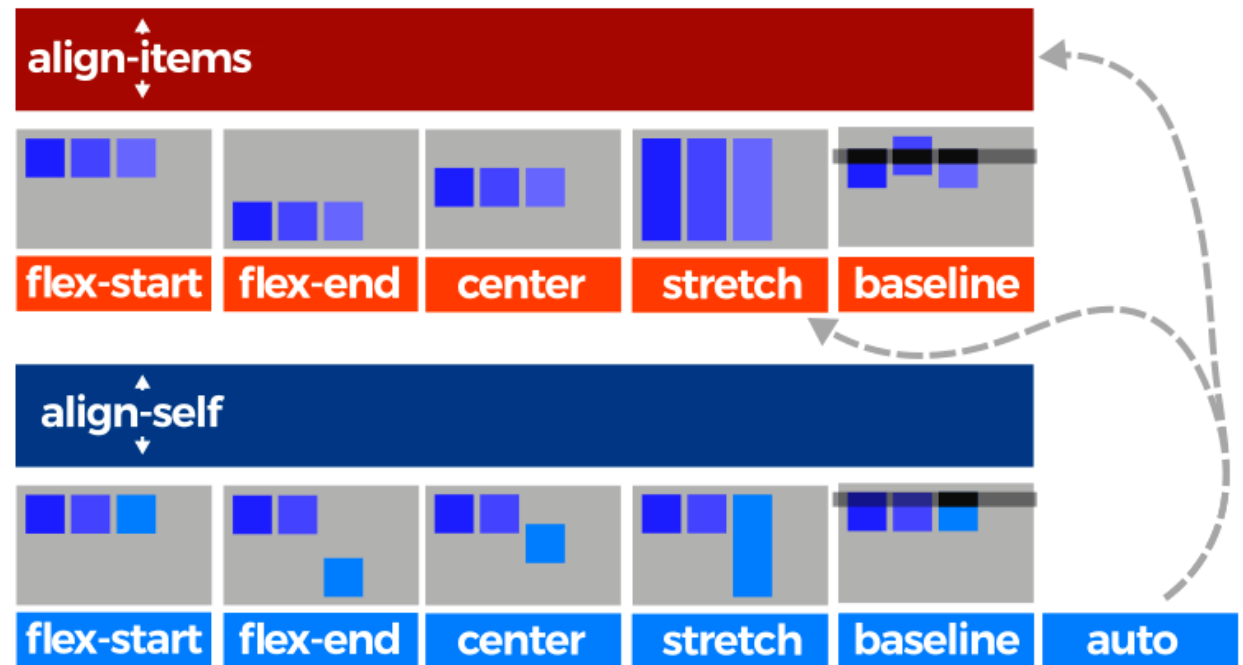 align-items
flex-start flex-end center stretch baseline
align-self
flex-start flex-end center stretch baseline auto